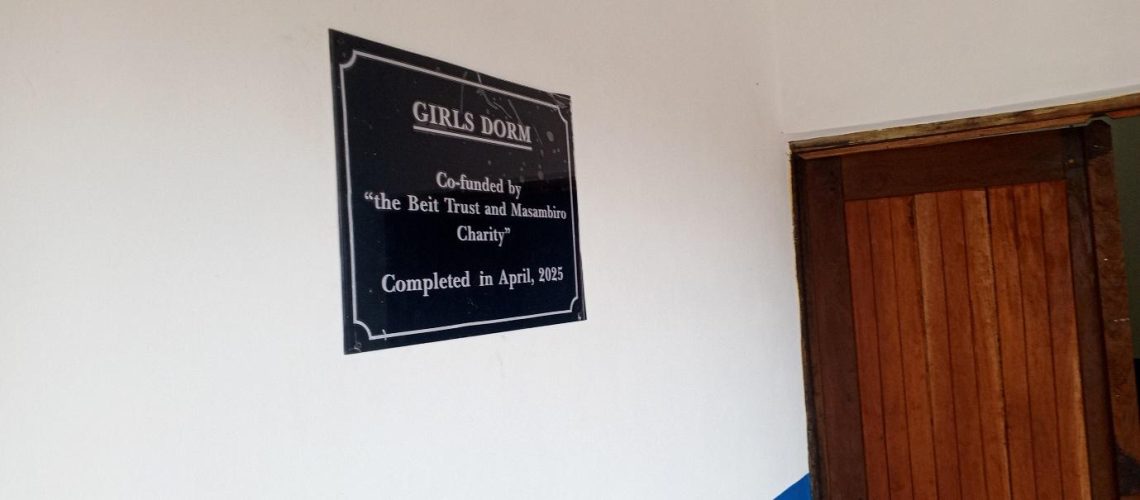 GIRLS DORM
Co-funded by
“the Beit Trust and Masambiro
Charity”
Completed in April, 2025